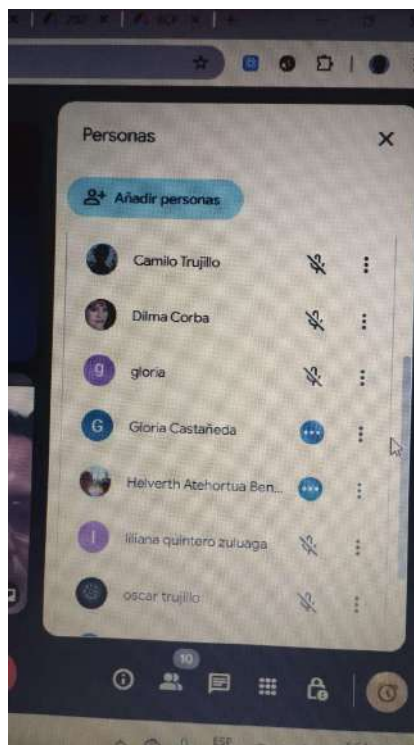 Personas
Añadir personas
Camilo Trujillo
Dilma Corba
g gloria
G Gloria Castañeda
Helverth Atehortua Ben...
l liliana quintero zuluaga
oscar trujillo
10
ESP